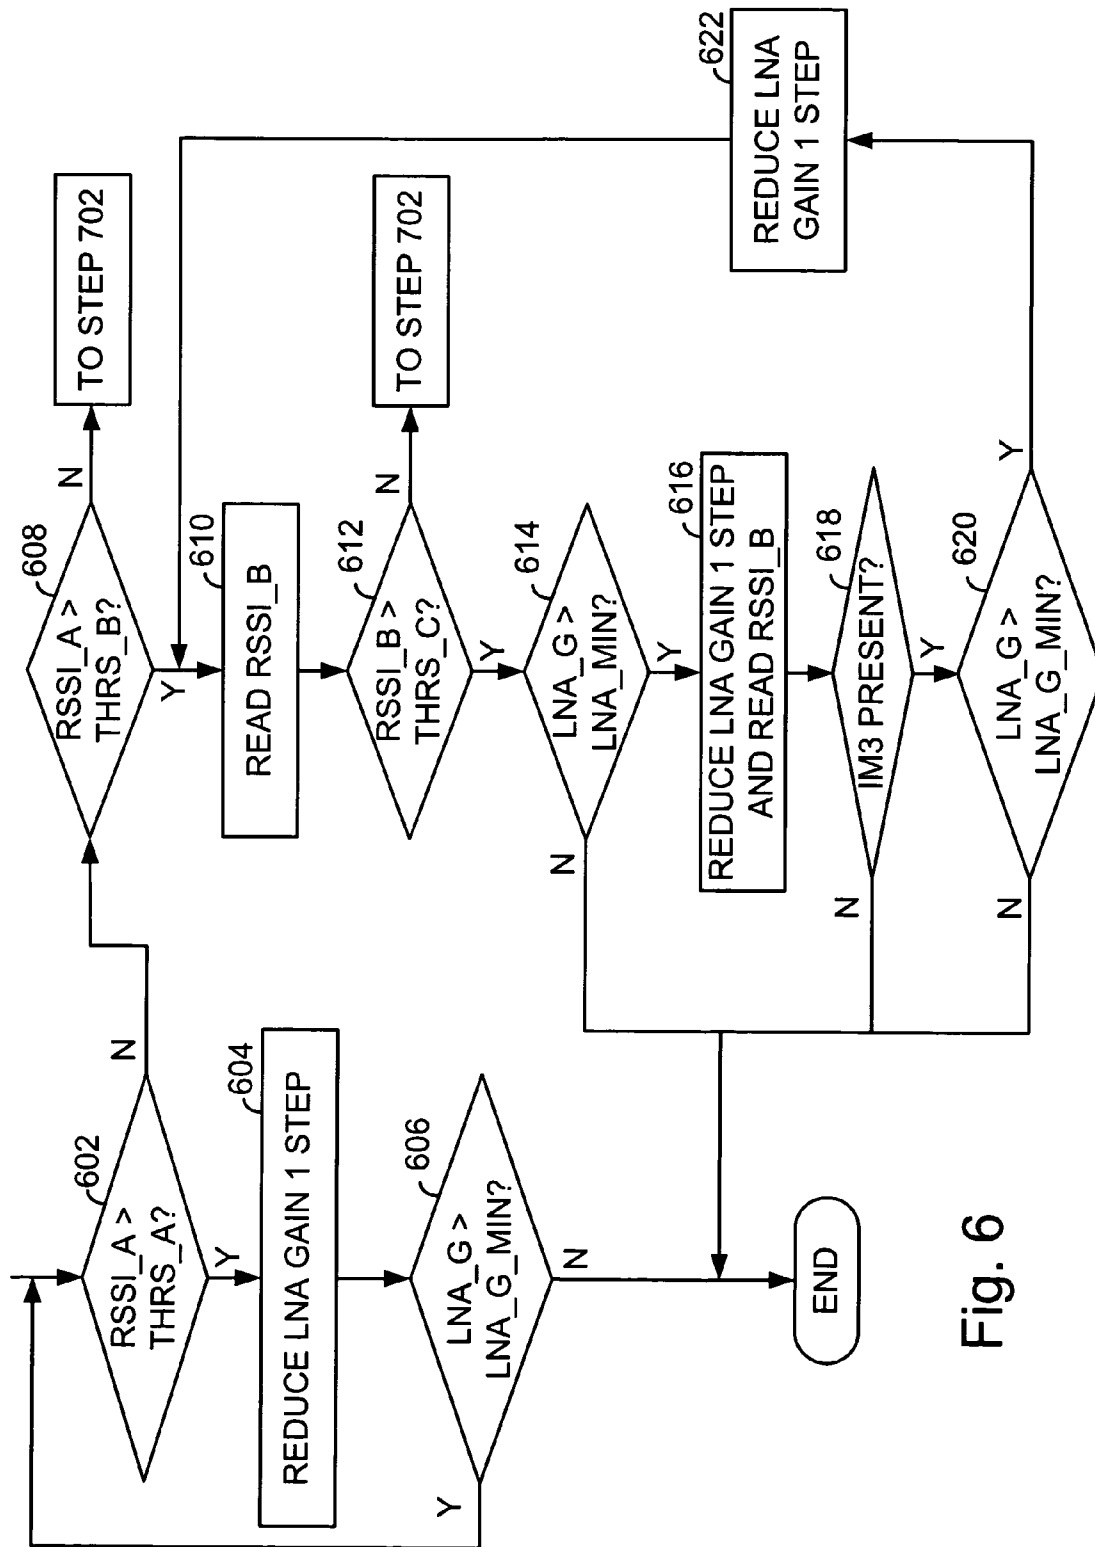 602
RSSI_A >
THRS_A?
N
Y
604
REDUCE LNA GAIN 1 STEP
606
LNA_G >
LNA_G_MIN?
Y
N
END
608
RSSI_A >
THRS_B?
N
TO STEP 702
Y
610
READ RSSI_B
612
RSSI_B >
THRS_C?
N
TO STEP 702
Y
614
LNA_G >
LNA_MIN?
N
Y
616
REDUCE LNA GAIN 1 STEP
AND READ RSSI_B
618
IM3 PRESENT?
N
Y
620
LNA_G >
LNA_G_MIN?
N
Y
622
REDUCE LNA
GAIN 1 STEP
Fig. 6